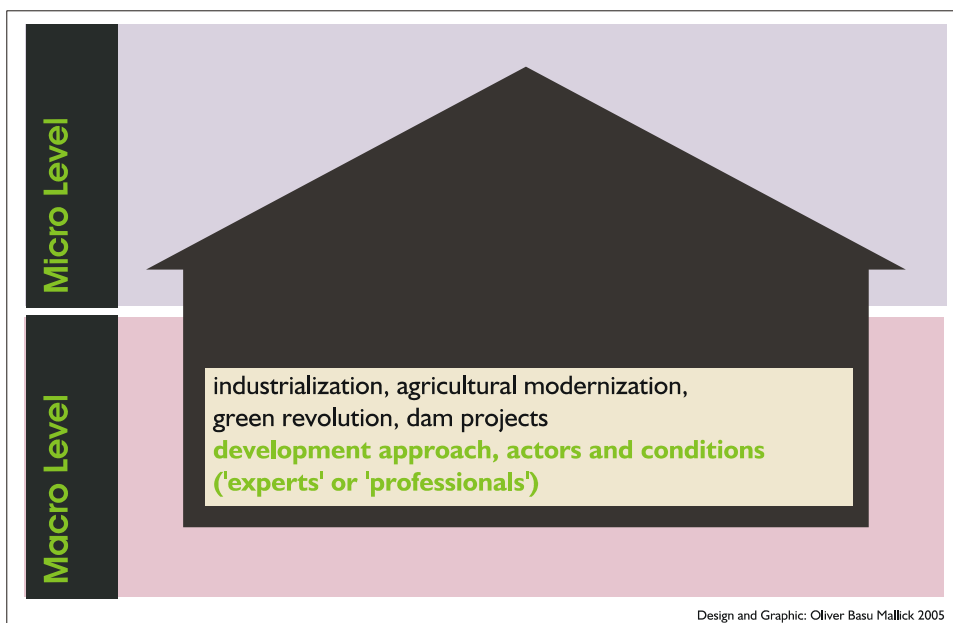 Micro Level
Macro Level
industrialization, agricultural modernization,
green revolution, dam projects
development approach, actors and conditions
('experts' or 'professionals')
Design and Graphic: Oliver Basu Mallick 2005